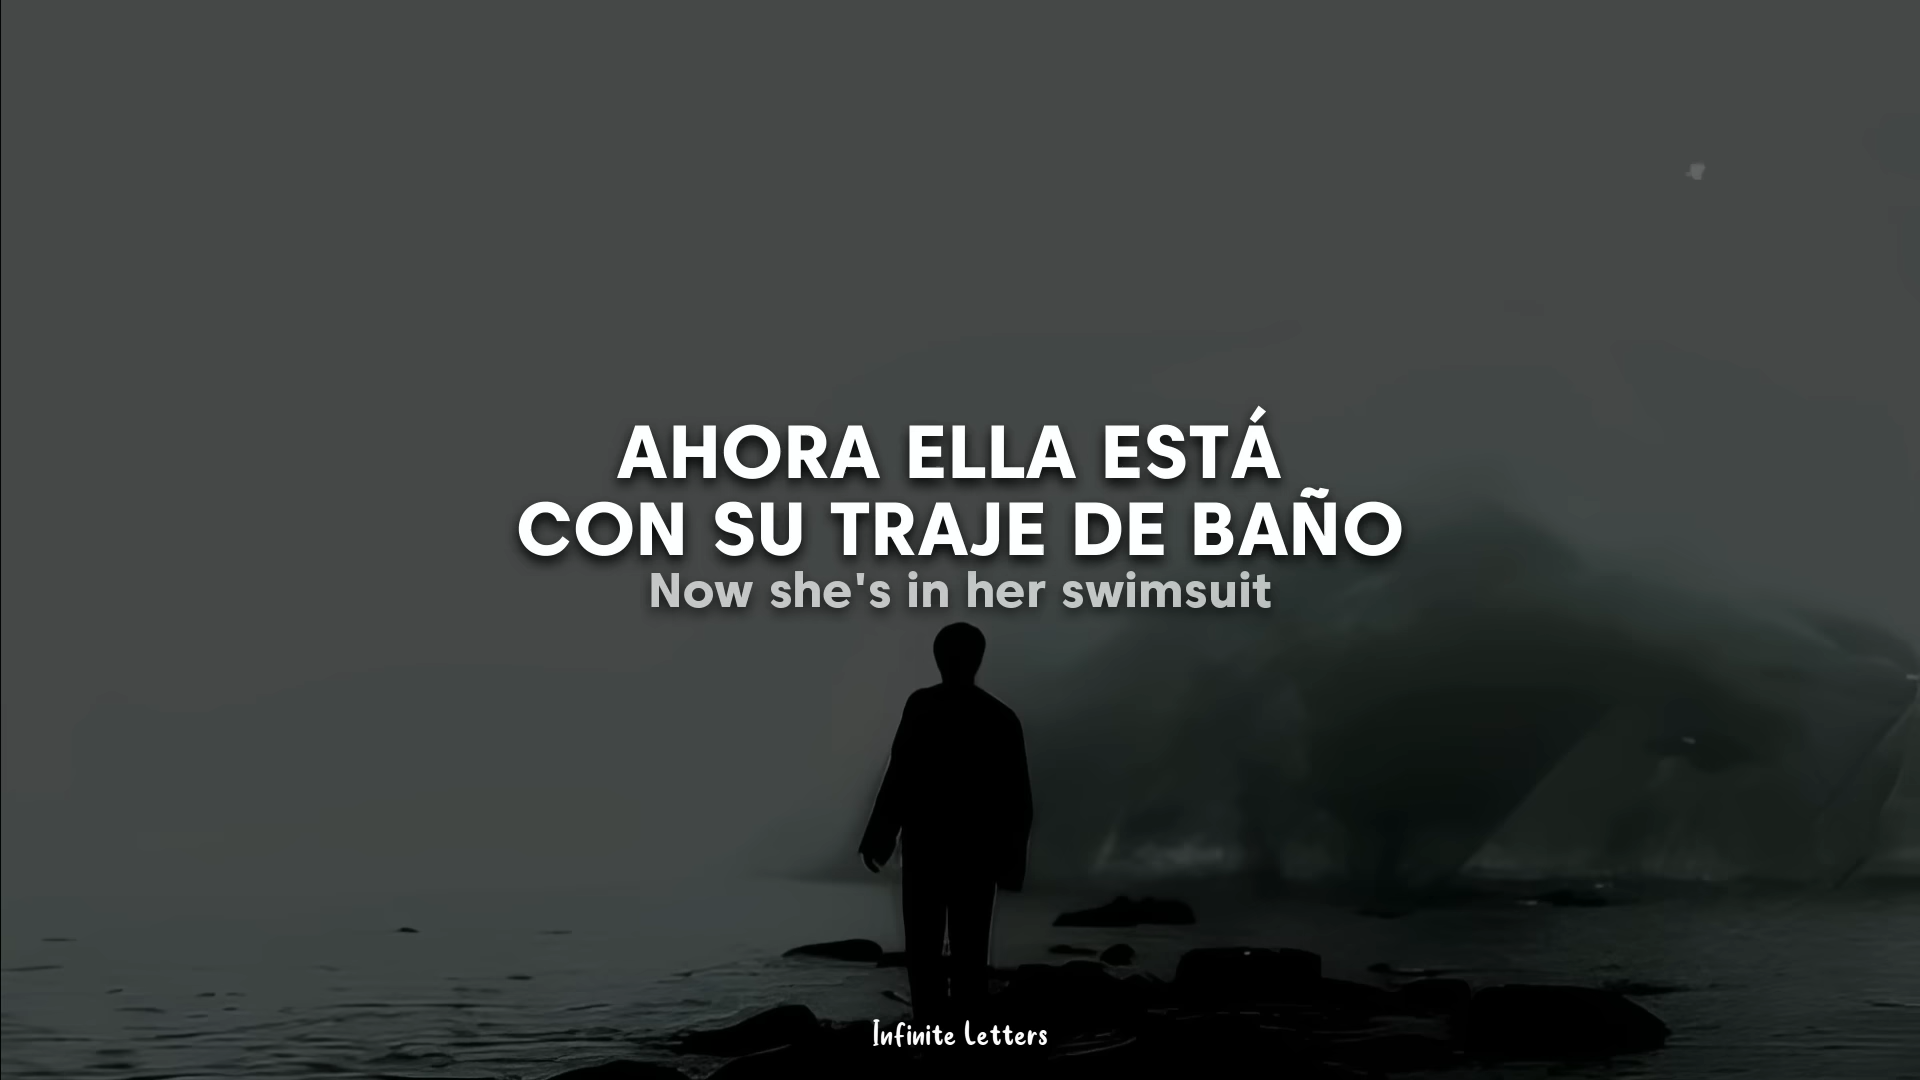 AHORA ELLA ESTÁ
CON SU TRAJE DE BAÑO
Now she's in her swimsuit
Infinite Letters